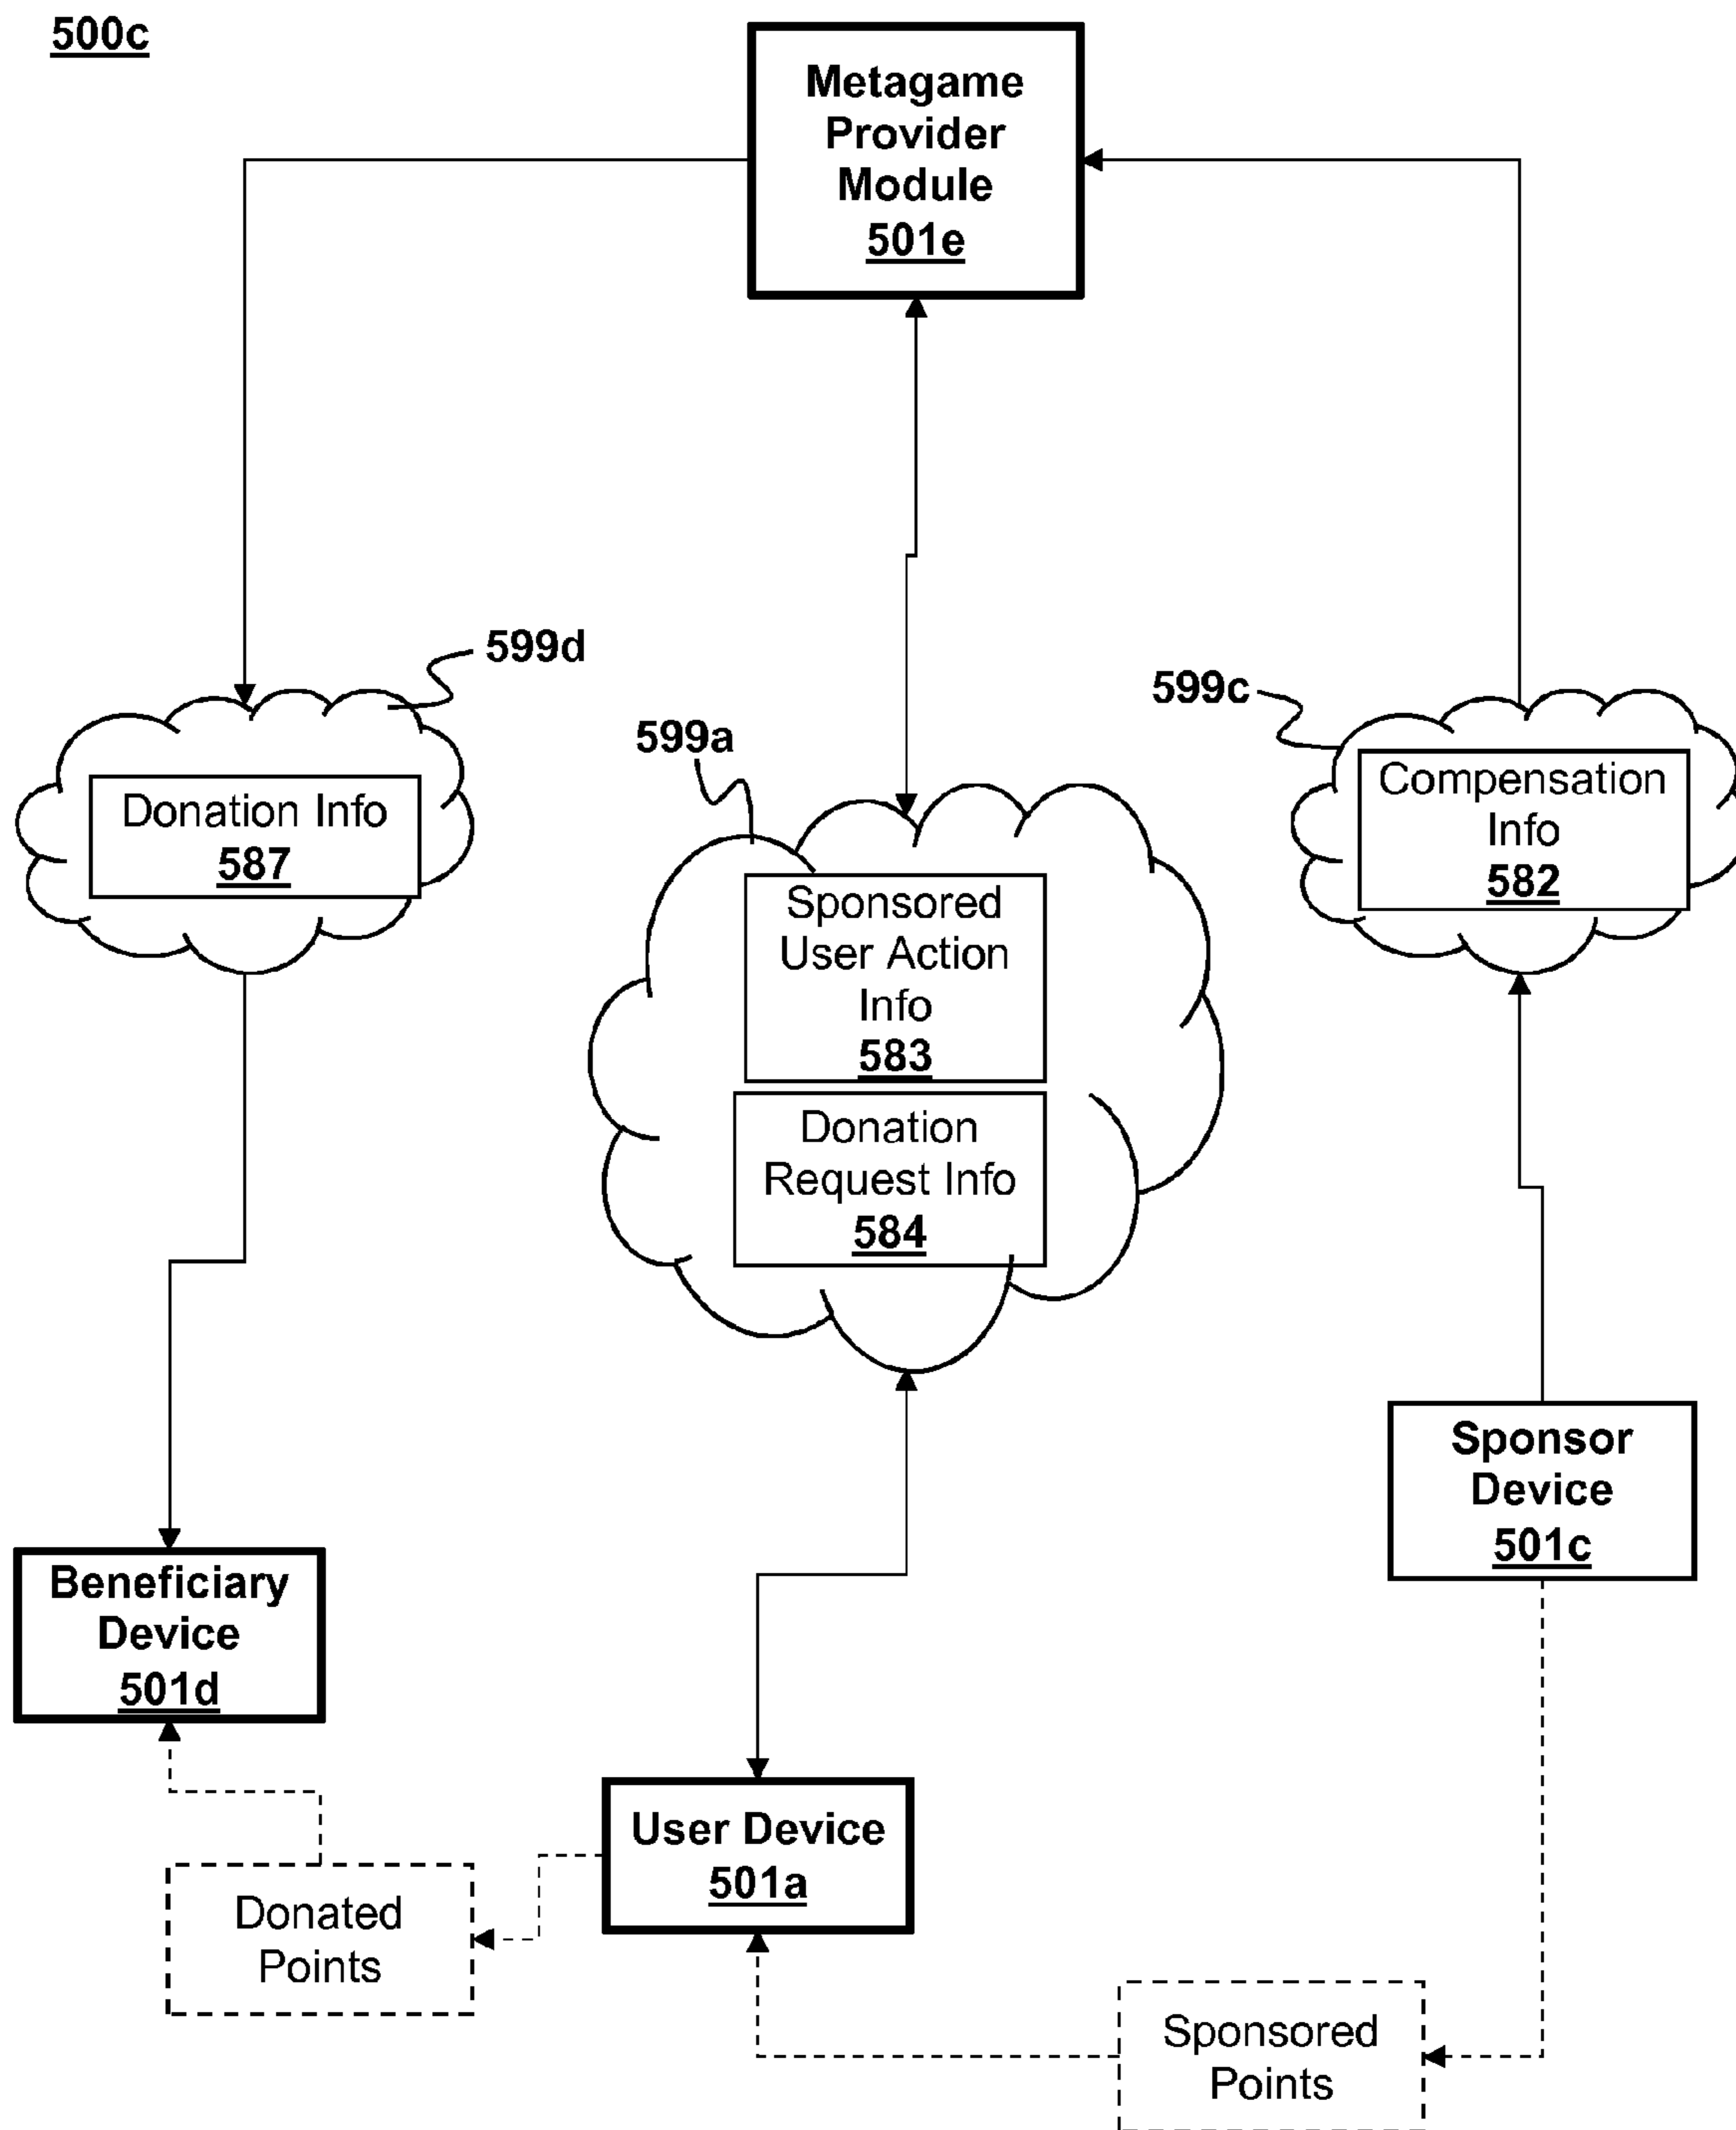 500c
Metagame
Provider
Module
501e
599d
599c
599a
Donation Info
587
Compensation
Info
582
Sponsored
User Action
Info
583
Donation
Request Info
584
Sponsor
Device
501c
Beneficiary
Device
501d
User Device
501a
Donated
Points
Sponsored
Points